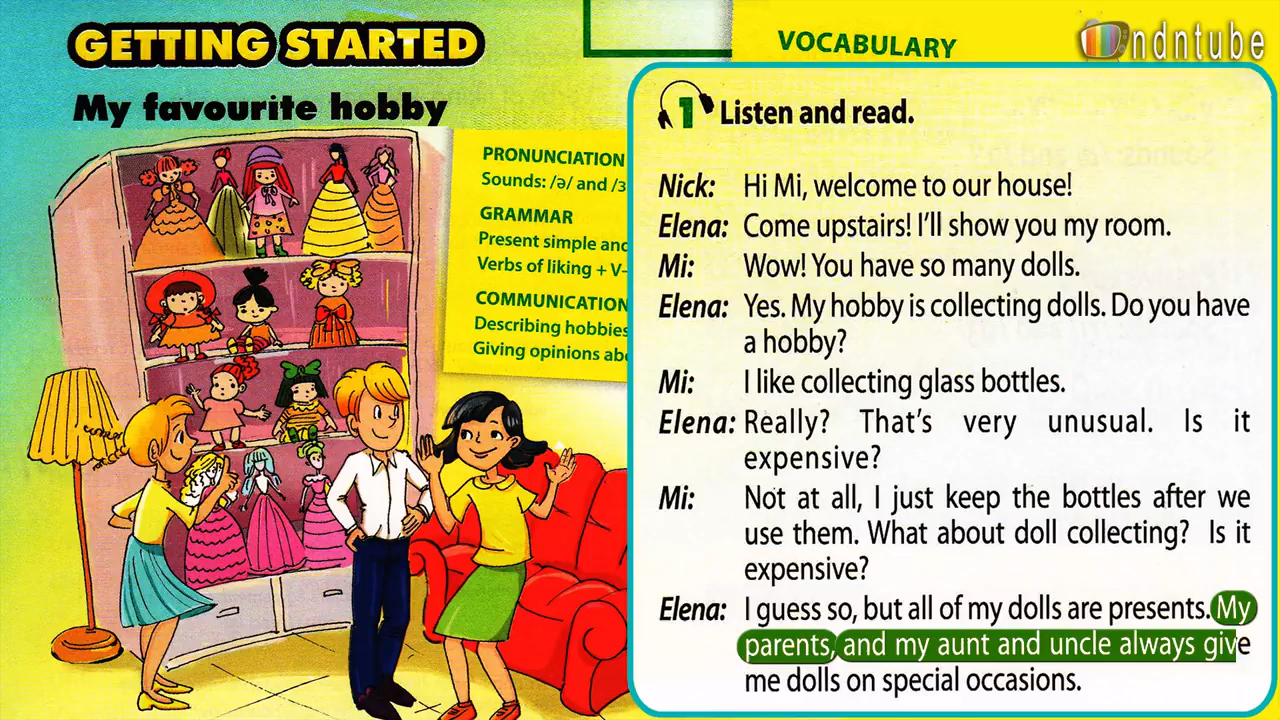 GETTING STARTED
My favourite hobby
PRONUNCIATION
Sounds: /ə/ and /ɜ
GRAMMAR
Present simple and
Verbs of liking + V-
COMMUNICATION
Describing hobbies
Giving opinions abo
VOCABULARY
ndntube
1 Listen and read.
Nick: Hi Mi, welcome to our house!
Elena: Come upstairs! I'll show you my room.
Mi: Wow! You have so many dolls.
Elena: Yes. My hobby is collecting dolls. Do you have
a hobby?
Mi: I like collecting glass bottles.
Elena: Really? That's very unusual. Is it
expensive?
Mi: Not at all, I just keep the bottles after we
use them. What about doll collecting? Is it
expensive?
Elena: I guess so, but all of my dolls are presents. My
parents, and my aunt and uncle always give
me dolls on special occasions.